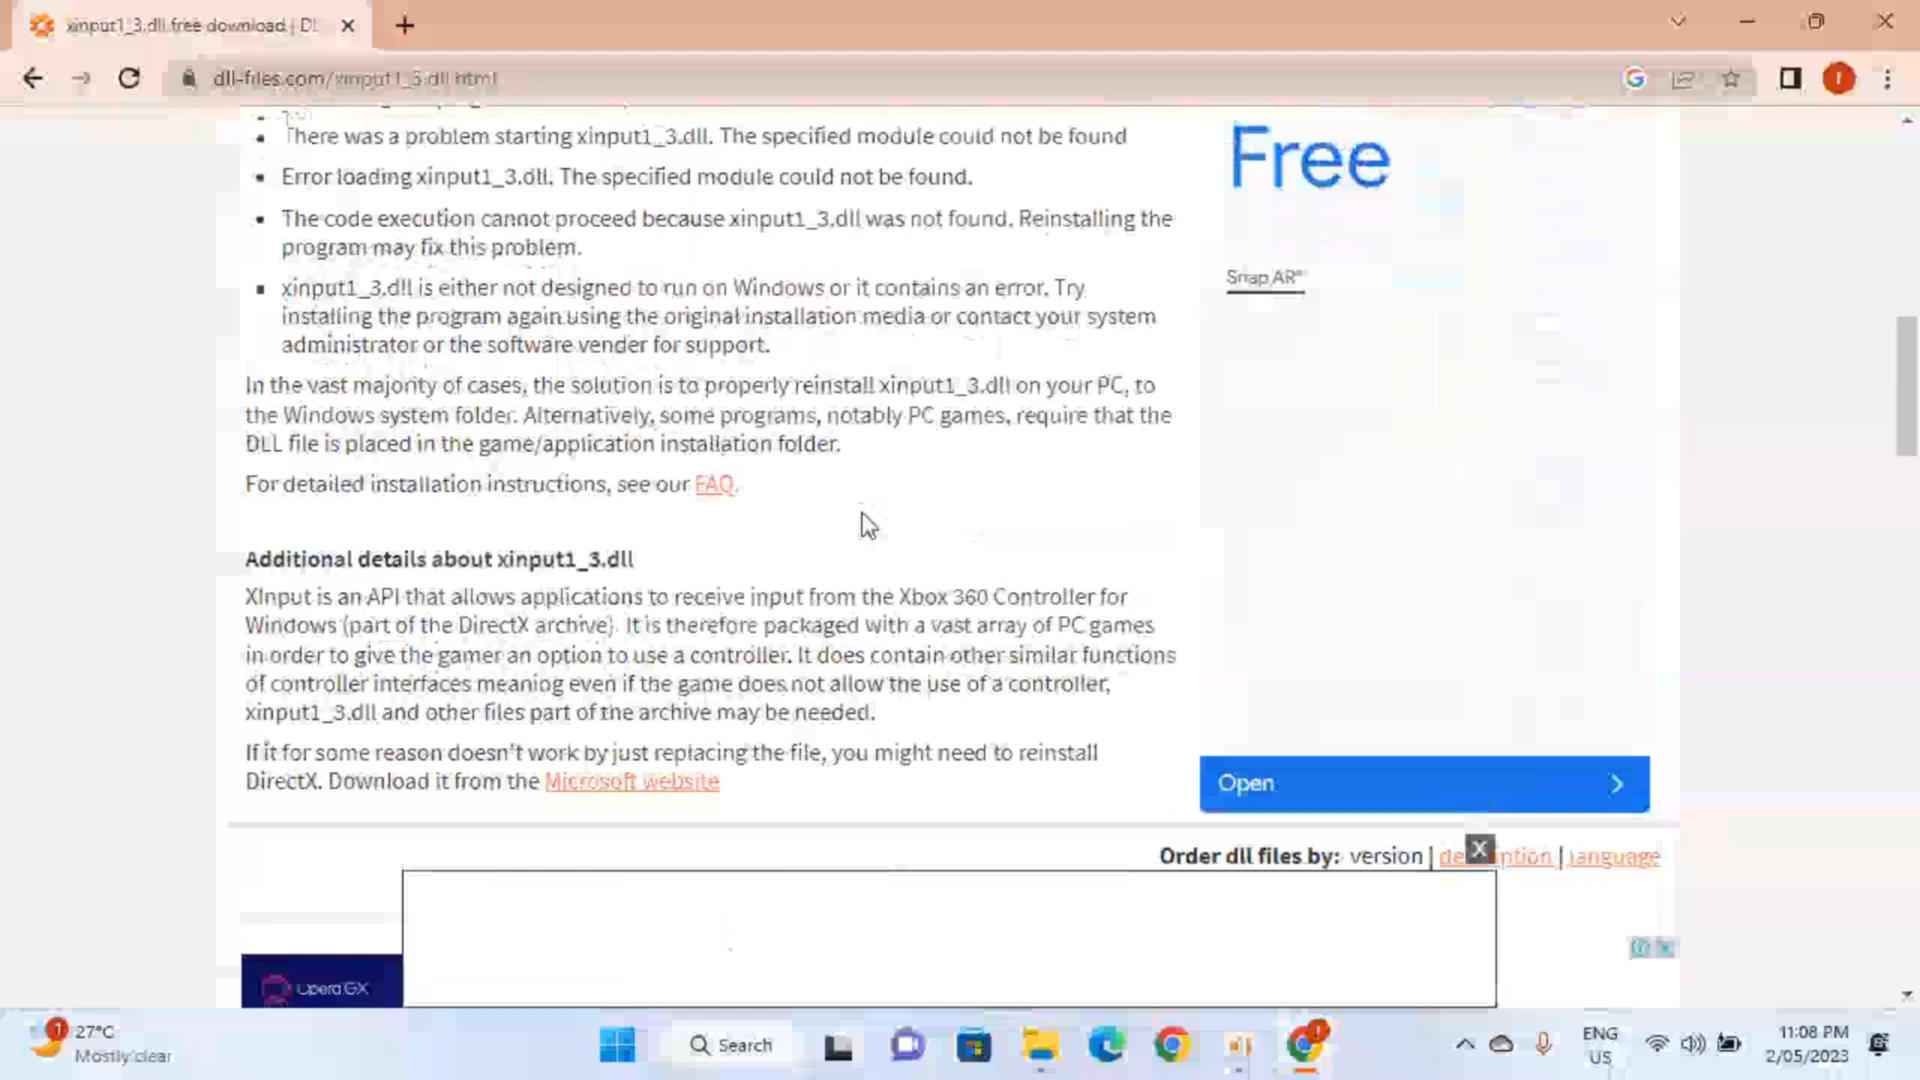 xinput1_3.dll free download | DL
dll-files.com/xinput1_3.dll.html
There was a problem starting xinput1_3.dll. The specified module could not be found
Error loading xinput1_3.dll. The specified module could not be found.
The code execution cannot proceed because xinput1_3.dll was not found. Reinstalling the
program may fix this problem.
xinput1_3.dll is either not designed to run on Windows or it contains an error. Try
installing the program again using the original installation media or contact your system
administrator or the software vender for support.
In the vast majority of cases, the solution is to properly reinstall xinput1_3.dll on your PC, to
the Windows system folder. Alternatively, some programs, notably PC games, require that the
DLL file is placed in the game/application installation folder.
For detailed installation instructions, see our FAQ.
Additional details about xinput1_3.dll
XInput is an API that allows applications to receive input from the Xbox 360 Controller for
Windows (part of the DirectX archive). It is therefore packaged with a vast array of PC games
in order to give the gamer an option to use a controller. It does contain other similar functions
of controller interfaces meaning even if the game does not allow the use of a controller,
xinput1_3.dll and other files part of the archive may be needed.
If it for some reason doesn't work by just replacing the file, you might need to reinstall
DirectX. Download it from the Microsoft website
Free
Snap AR
Open
Order dll files by: version | de ption | language
Opera GX
27°C
Mostly clear
Search
ENG
US
11:08 PM
2/05/2023